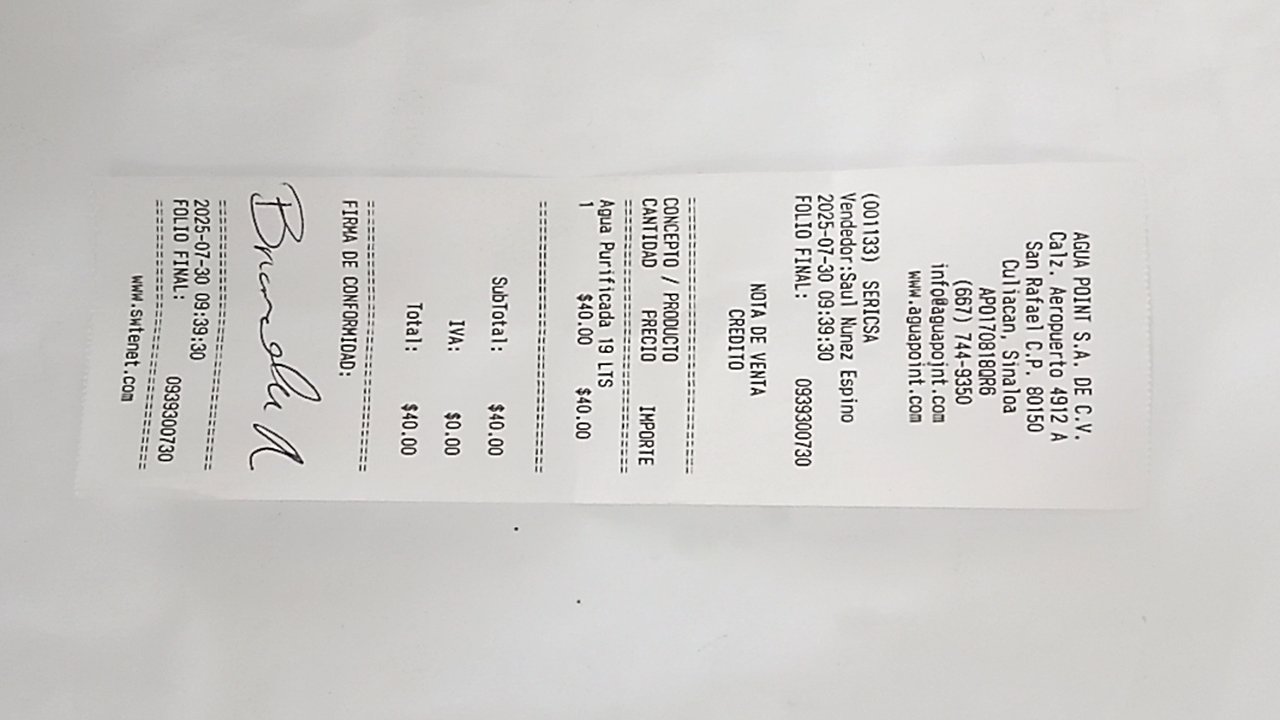 AGUA POINT S.A. DE C.V.
Calz. Aeropuerto 4912 A
San Rafael C.P. 80150
Culiacan, Sinaloa
APO170818QR6
(667) 744-9350
info@aguapoint.com
www.aguapoint.com
(001133) SERICSA
Vendedor:Saul Nunez Espino
2025-07-30 09:39:30
FOLIO FINAL: 0939300730
NOTA DE VENTA
CREDITO
==============================
CONCEPTO / PRODUCTO
CANTIDAD PRECIO IMPORTE
==============================
Agua Purificada 19 LTS
1 $40.00 $40.00
==============================
SubTotal: $40.00
IVA: $0.00
Total: $40.00
==============================
FIRMA DE CONFORMIDAD:
==============================
2025-07-30 09:39:30
FOLIO FINAL: 0939300730
==============================
www.swtenet.com